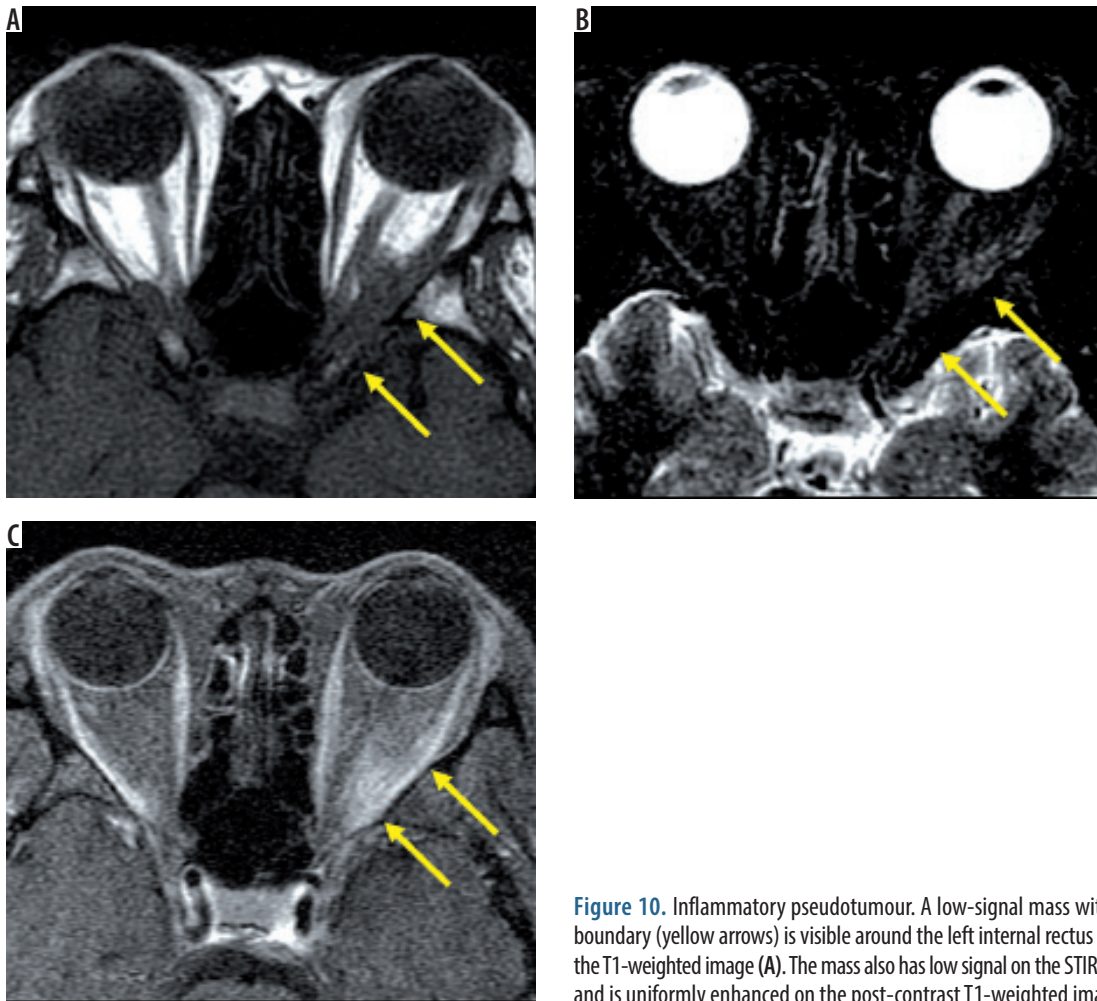 A
B
C
Figure 10. Inflammatory pseudotumour. A low-signal mass
boundary (yellow arrows) is visible around the left internal rectus
the T1-weighted image (A). The mass also has low signal on the STIR
and is uniformly enhanced on the post-contrast T1-weighted